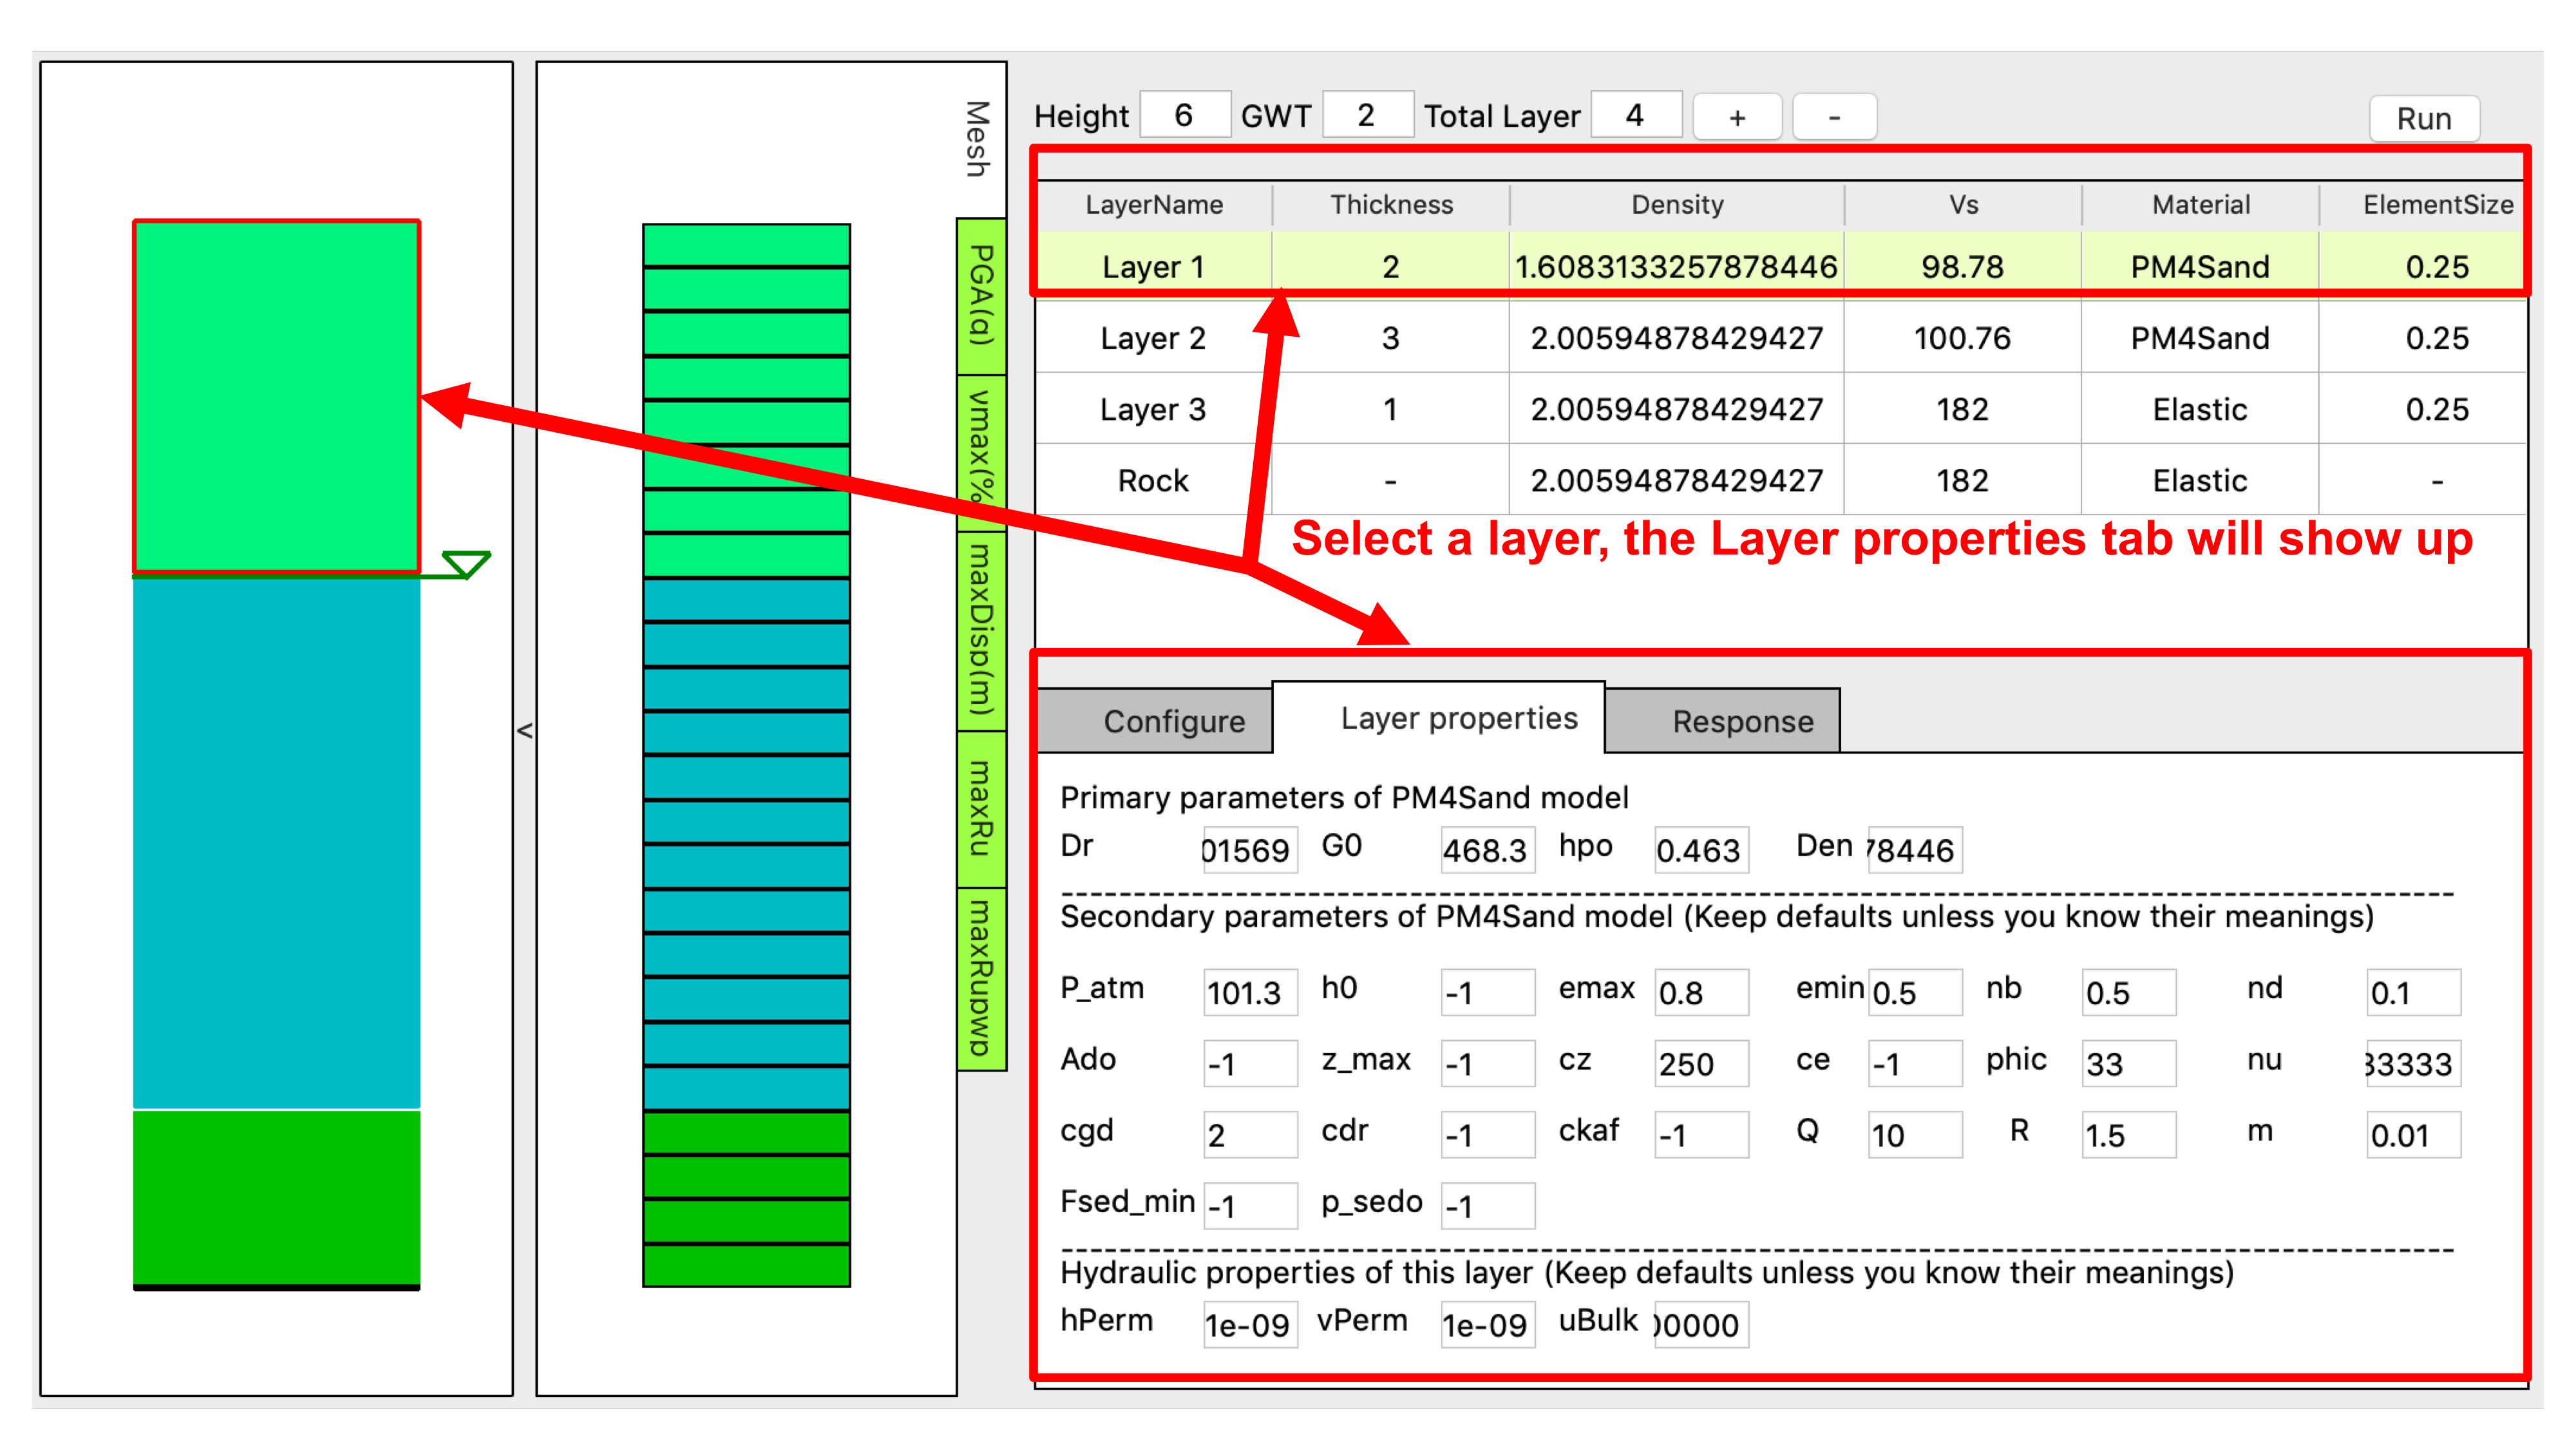 Mesh
PGA(g)
γmax(%
maxDisp(m)
maxRu
maxRupwp
<
Height 6 GWT 2 Total Layer 4 + - Run
LayerName Thickness Density Vs Material ElementSize
Layer 1 2 1.6083133257878446 98.78 PM4Sand 0.25
Layer 2 3 2.00594878429427 100.76 PM4Sand 0.25
Layer 3 1 2.00594878429427 182 Elastic 0.25
Rock - 2.00594878429427 182 Elastic -
Select a layer, the Layer properties tab will show up
Configure Layer properties Response
Primary parameters of PM4Sand model
Dr 01569 G0 468.3 hpo 0.463 Den 78446
Secondary parameters of PM4Sand model (Keep defaults unless you know their meanings)
P_atm 101.3 h0 -1 emax 0.8 emin 0.5 nb 0.5 nd 0.1
Ado -1 z_max -1 cz 250 ce -1 phic 33 nu 33333
cgd 2 cdr -1 ckaf -1 Q 10 R 1.5 m 0.01
Fsed_min -1 p_sedo -1
Hydraulic properties of this layer (Keep defaults unless you know their meanings)
hPerm 1e-09 vPerm 1e-09 uBulk 00000